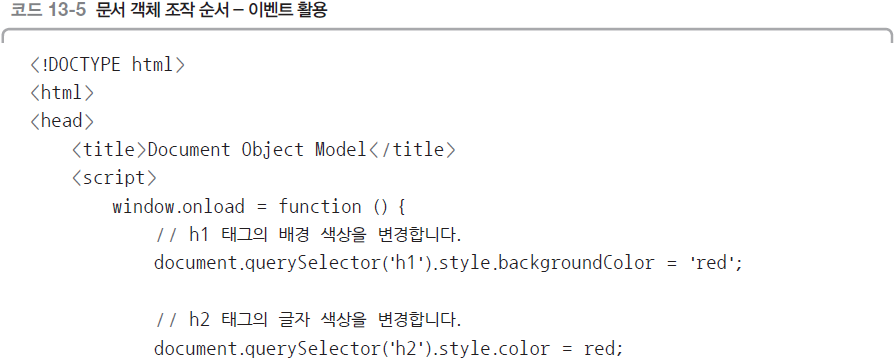 코드 13-5 문서 객체 조작 순서 – 이벤트 활용
<!DOCTYPE html>
<html>
<head>
    <title>Document Object Model</title>
    <script>
        window.onload = function () {
            // h1 태그의 배경 색상을 변경합니다.
            document.querySelector('h1').style.backgroundColor = 'red';

            // h2 태그의 글자 색상을 변경합니다.
            document.querySelector('h2').style.color = red;